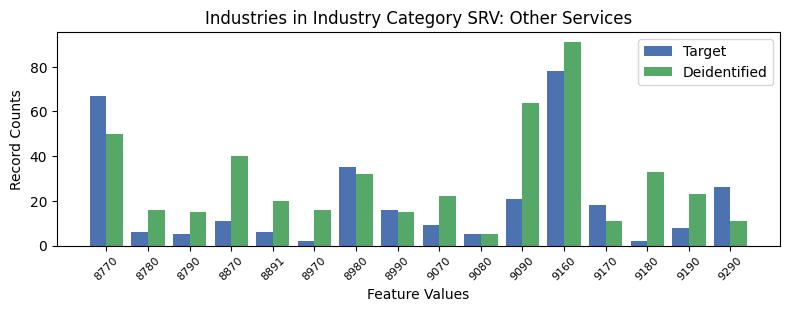 Industries in Industry Category SRV: Other Services
Target
Deidentified
Record Counts
80
60
40
20
0
8770 8780 8790 8870 8891 8970 8980 8990 9070 9080 9090 9160 9170 9180 9190 9290
Feature Values